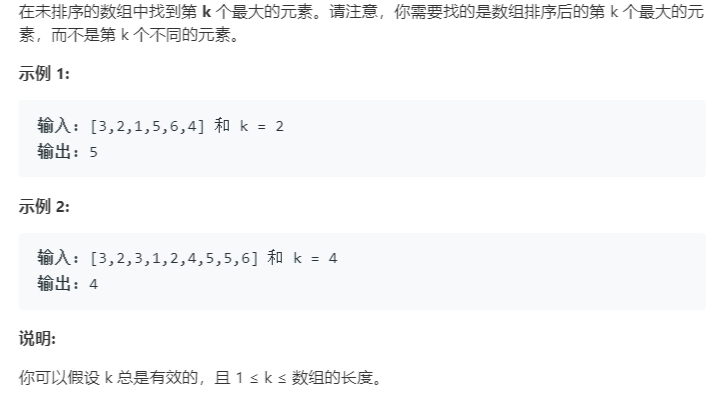 在未排序的数组中找到第 k 个最大的元素。请注意，你需要找的是数组排序后的第 k 个最大的元
素，而不是第 k 个不同的元素。
示例 1:
输入: [3,2,1,5,6,4] 和 k = 2
输出: 5
示例 2:
输入: [3,2,3,1,2,4,5,5,6] 和 k = 4
输出: 4
说明:
你可以假设 k 总是有效的，且 1 ≤ k ≤ 数组的长度。